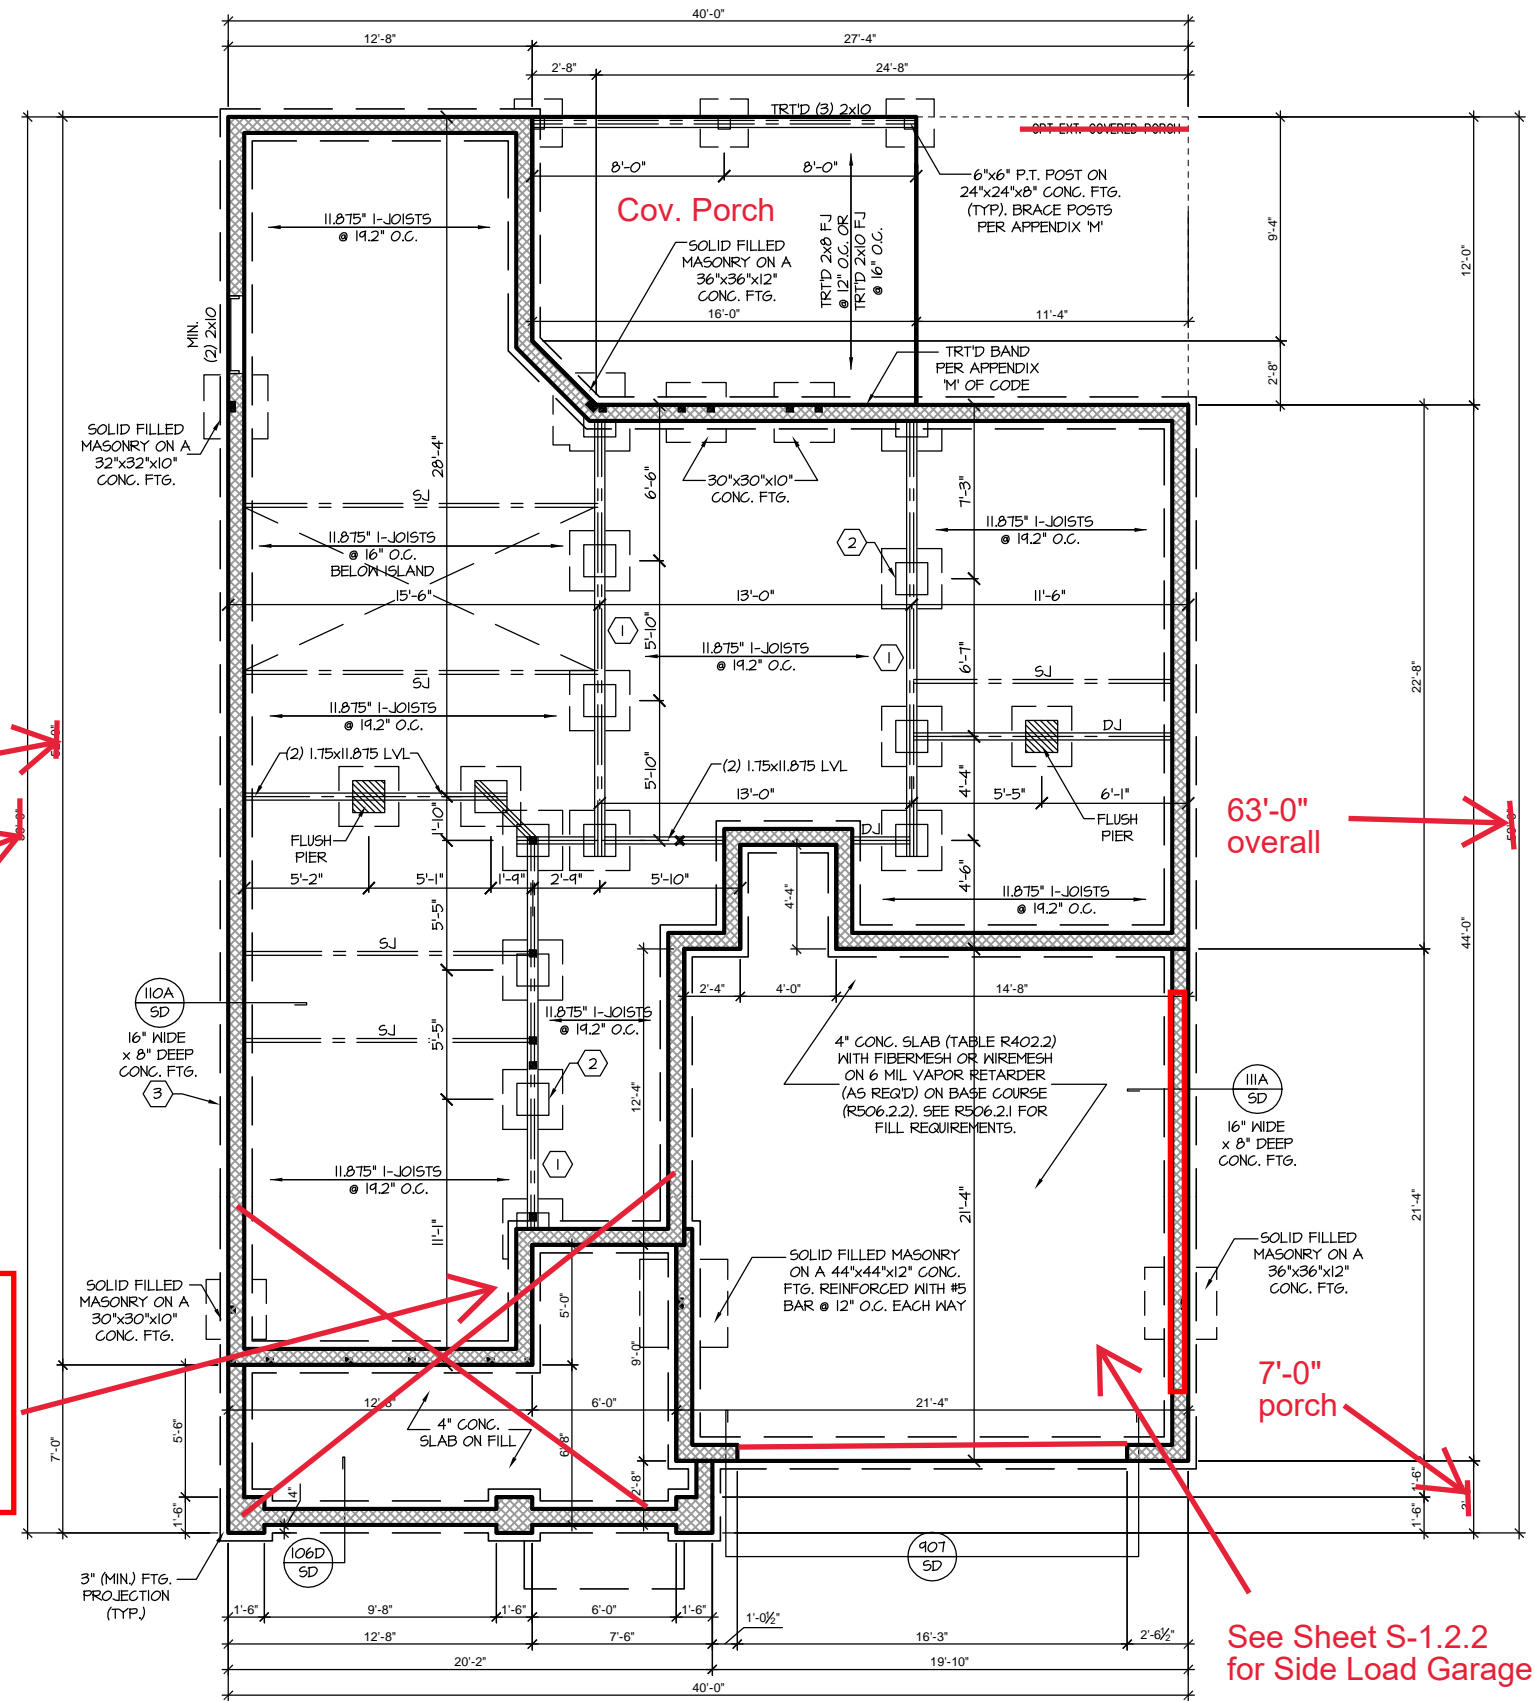 40'-0"
12'-8"
27'-4"
2'-8"
24'-8"
TRT'D (3) 2x10
OPT EXT. COVERED PORCH
8'-0"
8'-0"
6"x6" P.T. POST ON
24"x24"x8" CONC. FTG.
(TYP). BRACE POSTS
PER APPENDIX 'M'
11.875" I-JOISTS
@ 19.2" O.C.
Cov. Porch
SOLID FILLED
MASONRY ON A
36"x36"x12"
CONC. FTG.
TRT'D 2x8 FJ
@ 12" O.C. OR
TRT'D 2x10 FJ
@ 16" O.C.
9'-4"
12'-0"
16'-0"
11'-4"
MIN.
(2) 2x10
TRT'D BAND
PER APPENDIX
'M' OF CODE
2'-8"
SOLID FILLED
MASONRY ON A
32"x32"x10"
CONC. FTG.
28'-4"
6'-6"
30"x30"x10"
CONC. FTG.
7'-3"
SJ
11.875" I-JOISTS
@ 16" O.C.
BELOW ISLAND
2
11.875" I-JOISTS
@ 19.2" O.C.
15'-6"
13'-0"
11'-6"
1
5'-10"
11.875" I-JOISTS
@ 19.2" O.C.
1
6'-7"
SJ
SJ
22'-8"
11.875" I-JOISTS
@ 19.2" O.C.
DJ
(2) 1.75x11.875 LVL
5'-10"
(2) 1.75x11.875 LVL
4'-4"
13'-0"
5'-5"
6'-1"
1'-10"
FLUSH
PIER
DJ
FLUSH
PIER
63'-0"
overall
5'-2"
5'-1"
1'-9"
2'-9"
5'-10"
4'-6"
4'-4"
11.875" I-JOISTS
@ 19.2" O.C.
5'-5"
SJ
44'-0"
110A
SD
16" WIDE
x 8" DEEP
CONC. FTG.
3
2'-4"
4'-0"
14'-8"
11.875" I-JOISTS
@ 19.2" O.C.
SJ
5'-5"
2
12'-4"
4" CONC. SLAB (TABLE R402.2)
WITH FIBERMESH OR WIREMESH
ON 6 MIL VAPOR RETARDER
(AS REQ'D) ON BASE COURSE
(R506.2.2). SEE R506.2.1 FOR
FILL REQUIREMENTS.
111A
SD
16" WIDE
x 8" DEEP
CONC. FTG.
11.875" I-JOISTS
@ 19.2" O.C.
1
11'-1"
21'-4"
21'-4"
SOLID FILLED
MASONRY ON A
30"x30"x10"
CONC. FTG.
SOLID FILLED MASONRY
ON A 44"x44"x12" CONC.
FTG. REINFORCED WITH #5
BAR @ 12" O.C. EACH WAY
SOLID FILLED
MASONRY ON A
36"x36"x12"
CONC. FTG.
5'-0"
9'-0"
7'-0"
porch
6'-0"
21'-4"
4" CONC.
SLAB ON FILL
5'-6"
7'-0"
2'-8"
1'-6"
4"
1'-6"
1'-6"
3" (MIN.) FTG.
PROJECTION
(TYP.)
106D
SD
907
SD
1'-6"
9'-8"
1'-6"
6'-0"
1'-6"
1'-0½"
12'-8"
7'-6"
16'-3"
2'-6½"
See Sheet S-1.2.2
for Side Load Garage
20'-2"
19'-10"
40'-0"